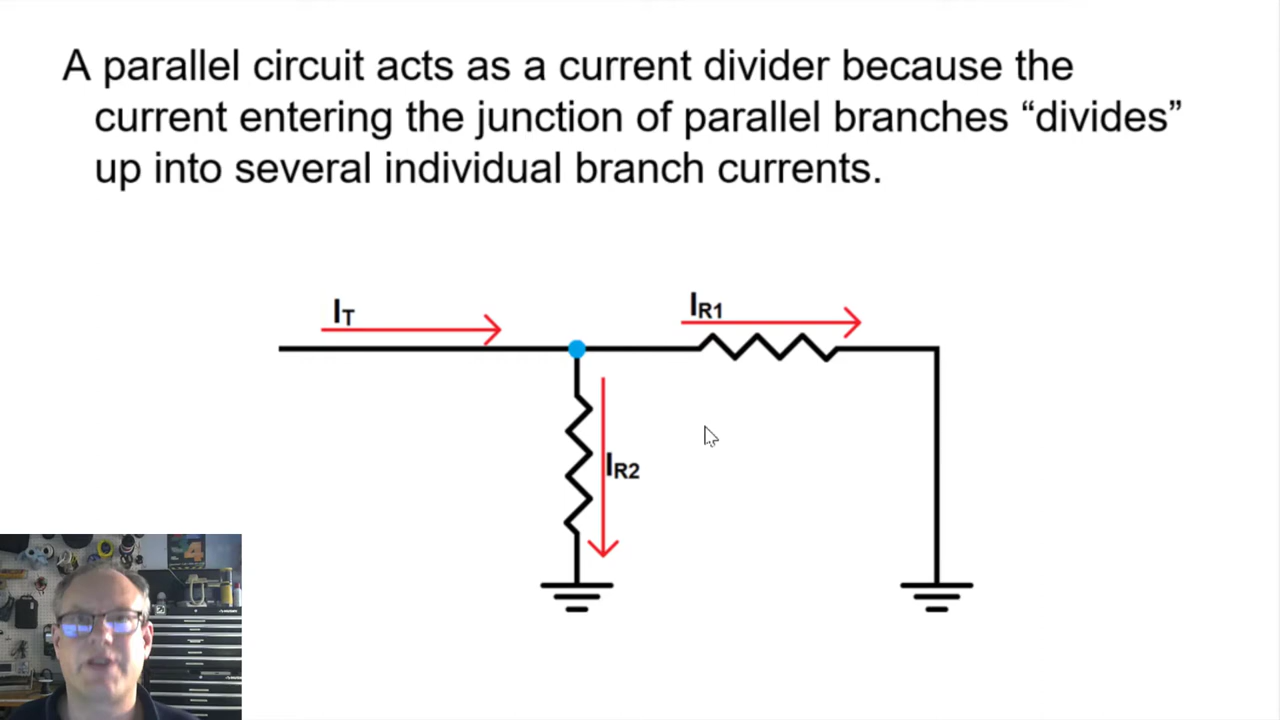 A parallel circuit acts as a current divider because the
current entering the junction of parallel branches “divides”
up into several individual branch currents.
IT
IR1
IR2